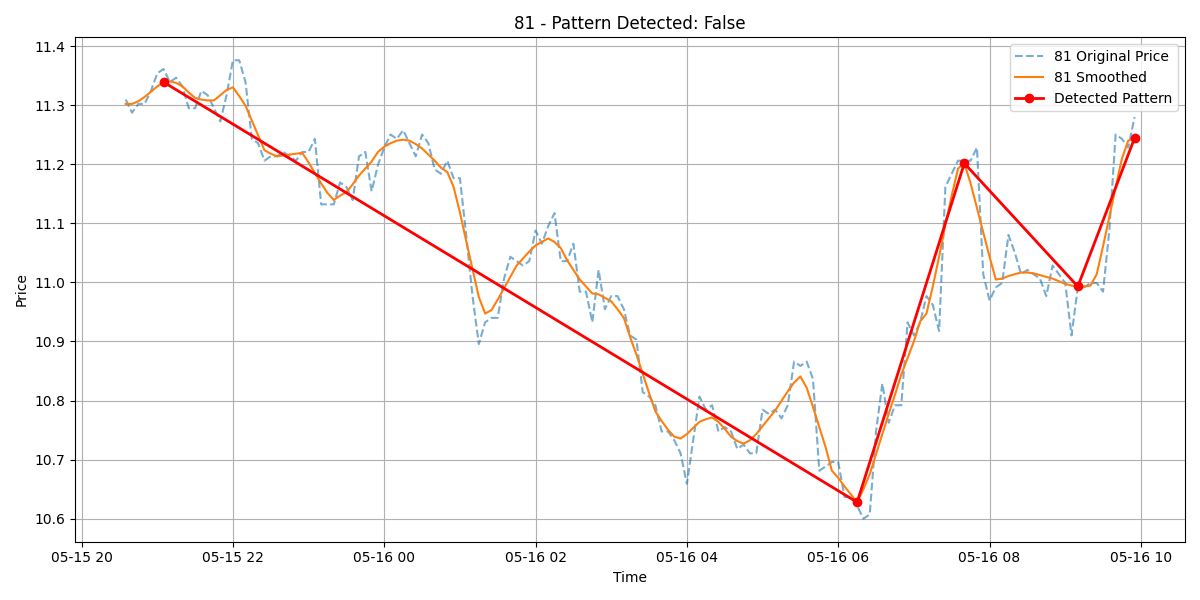 81 - Pattern Detected: False
81 Original Price
81 Smoothed
Detected Pattern
Price
11.4
11.3
11.2
11.1
11.0
10.9
10.8
10.7
10.6
05-15 20
05-15 22
05-16 00
05-16 02
05-16 04
05-16 06
05-16 08
05-16 10
Time